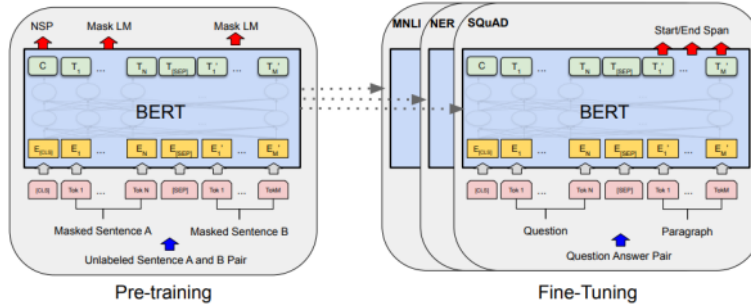 NSP Mask LM Mask LM
C T1 ... TN T[SEP] T1' ... TM'
BERT
E[CLS] E1 ... EN E[SEP] E1' ... EM'
[CLS] Tok 1 ... Tok N [SEP] Tok 1 ... TokM
Masked Sentence A Masked Sentence B
Unlabeled Sentence A and B Pair
Pre-training
MNLI NER SQuAD
Start/End Span
C T1 ... TN T[SEP] T1' ... TM'
BERT
E[CLS] E1 ... EN E[SEP] E1' ... EM'
[CLS] Tok 1 ... Tok N [SEP] Tok 1 ... TokM
Question Paragraph
Question Answer Pair
Fine-Tuning